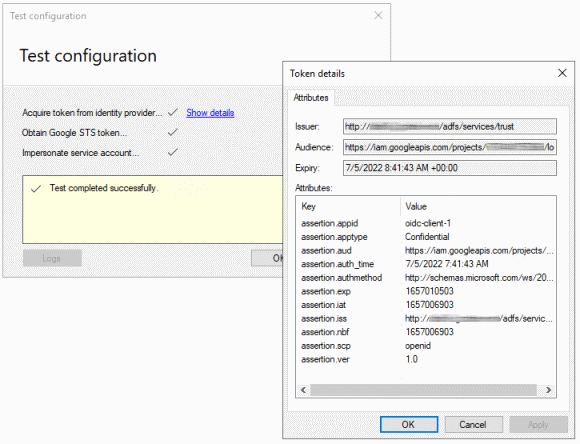 Test configuration
Test configuration
Acquire token from identity provider...
Show details
Obtain Google STS token...
Impersonate service account...
Test completed successfully.
Logs
OK
Token details
Attributes
Issuer:
http:// /adfs/services/trust
Audience:
https://iam.googleapis.com/projects/ /lo
Expiry:
7/5/2022 8:41:43 AM +00:00
Attributes:
Key Value
assertion.appid oidc-client-1
assertion.apptype Confidential
assertion.aud https://iam.googleapis.com/projects/...
assertion.auth_time 7/5/2022 7:41:43 AM
assertion.authmethod http://schemas.microsoft.com/ws/20...
assertion.exp 1657010503
assertion.iat 1657006903
assertion.iss http:// /adfs/servic...
assertion.nbf 1657006903
assertion.scp openid
assertion.ver 1.0
OK
Cancel
Apply